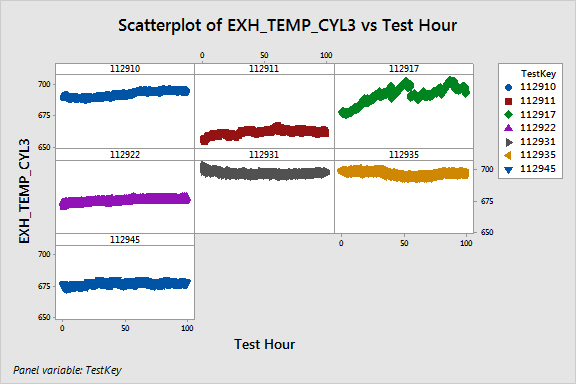 Scatterplot of EXH_TEMP_CYL3 vs Test Hour
0 50 100
112910 112911 112917
700
675
650
112922 112931 112935
700
675
650
112945
700
675
650
0 50 100
0 50 100
EXH_TEMP_CYL3
Test Hour
TestKey
112910
112911
112917
112922
112931
112935
112945
Panel variable: TestKey